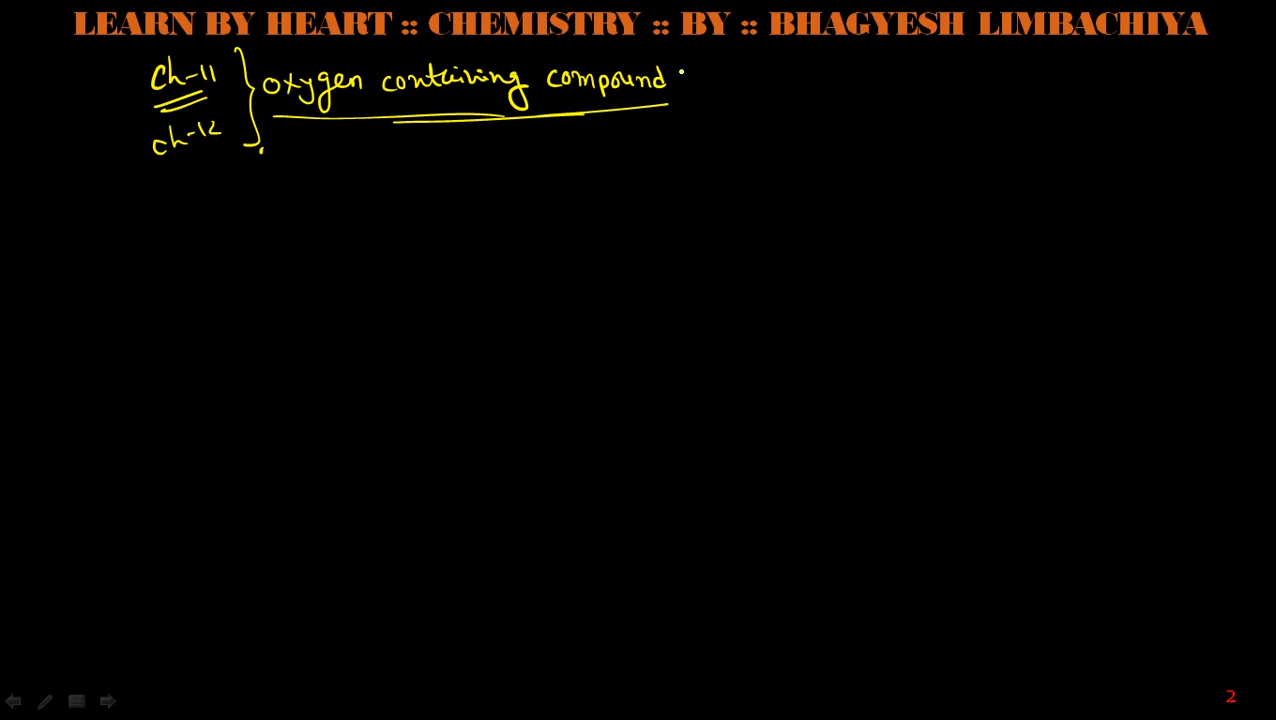 LEARN BY HEART :: CHEMISTRY :: BY :: BHAGYESH LIMBACHIYA
Ch-11
oxygen containing compound
ch-12
2